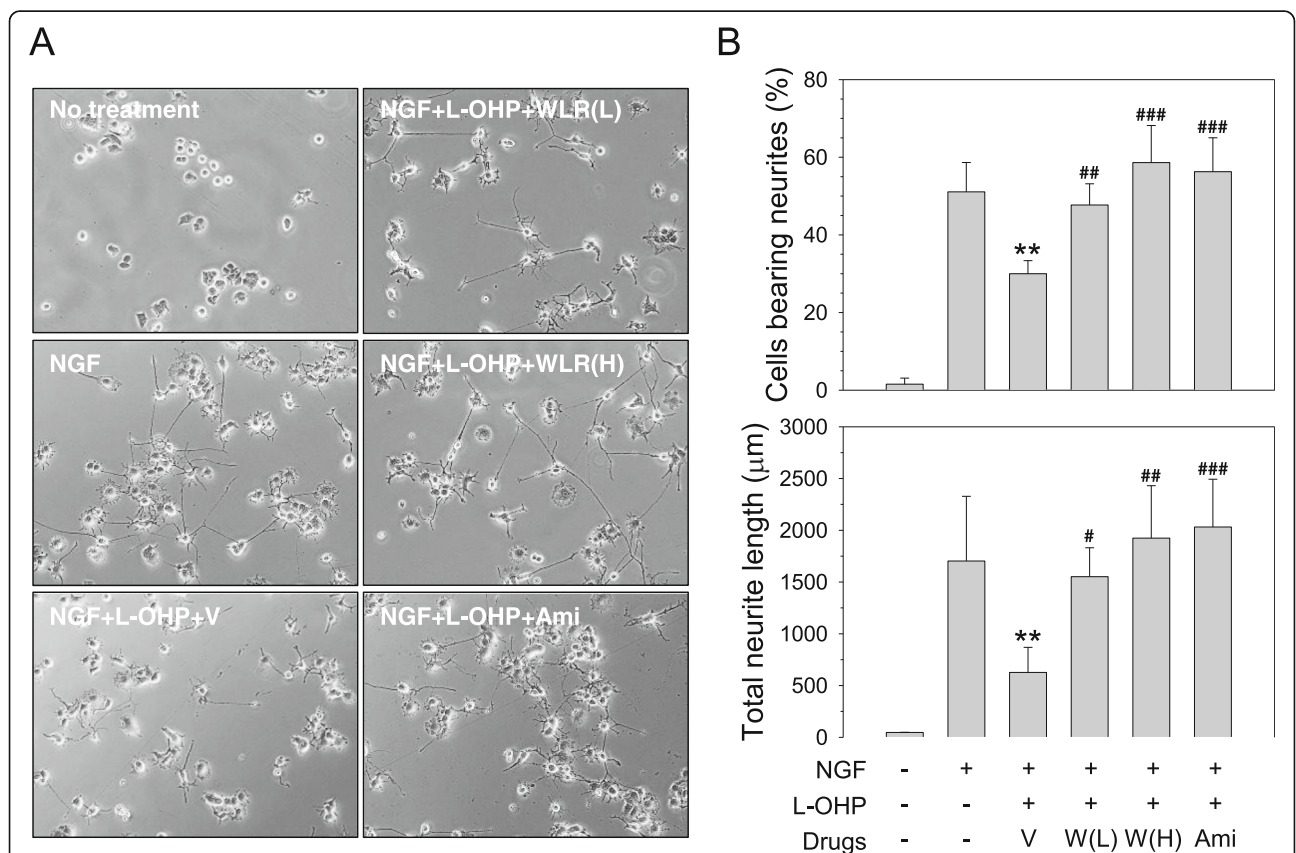 A
No treatment
NGF+L-OHP+WLR(L)
NGF
NGF+L-OHP+WLR(H)
NGF+L-OHP+V
NGF+L-OHP+Ami
B
Cells bearing neurites (%)
80
60
40
20
0
**
##
###
###
Total neurite length (μm)
3000
2500
2000
1500
1000
500
0
**
#
##
###
NGF - + + + + +
L-OHP - - + + + +
Drugs - - V W(L) W(H) Ami